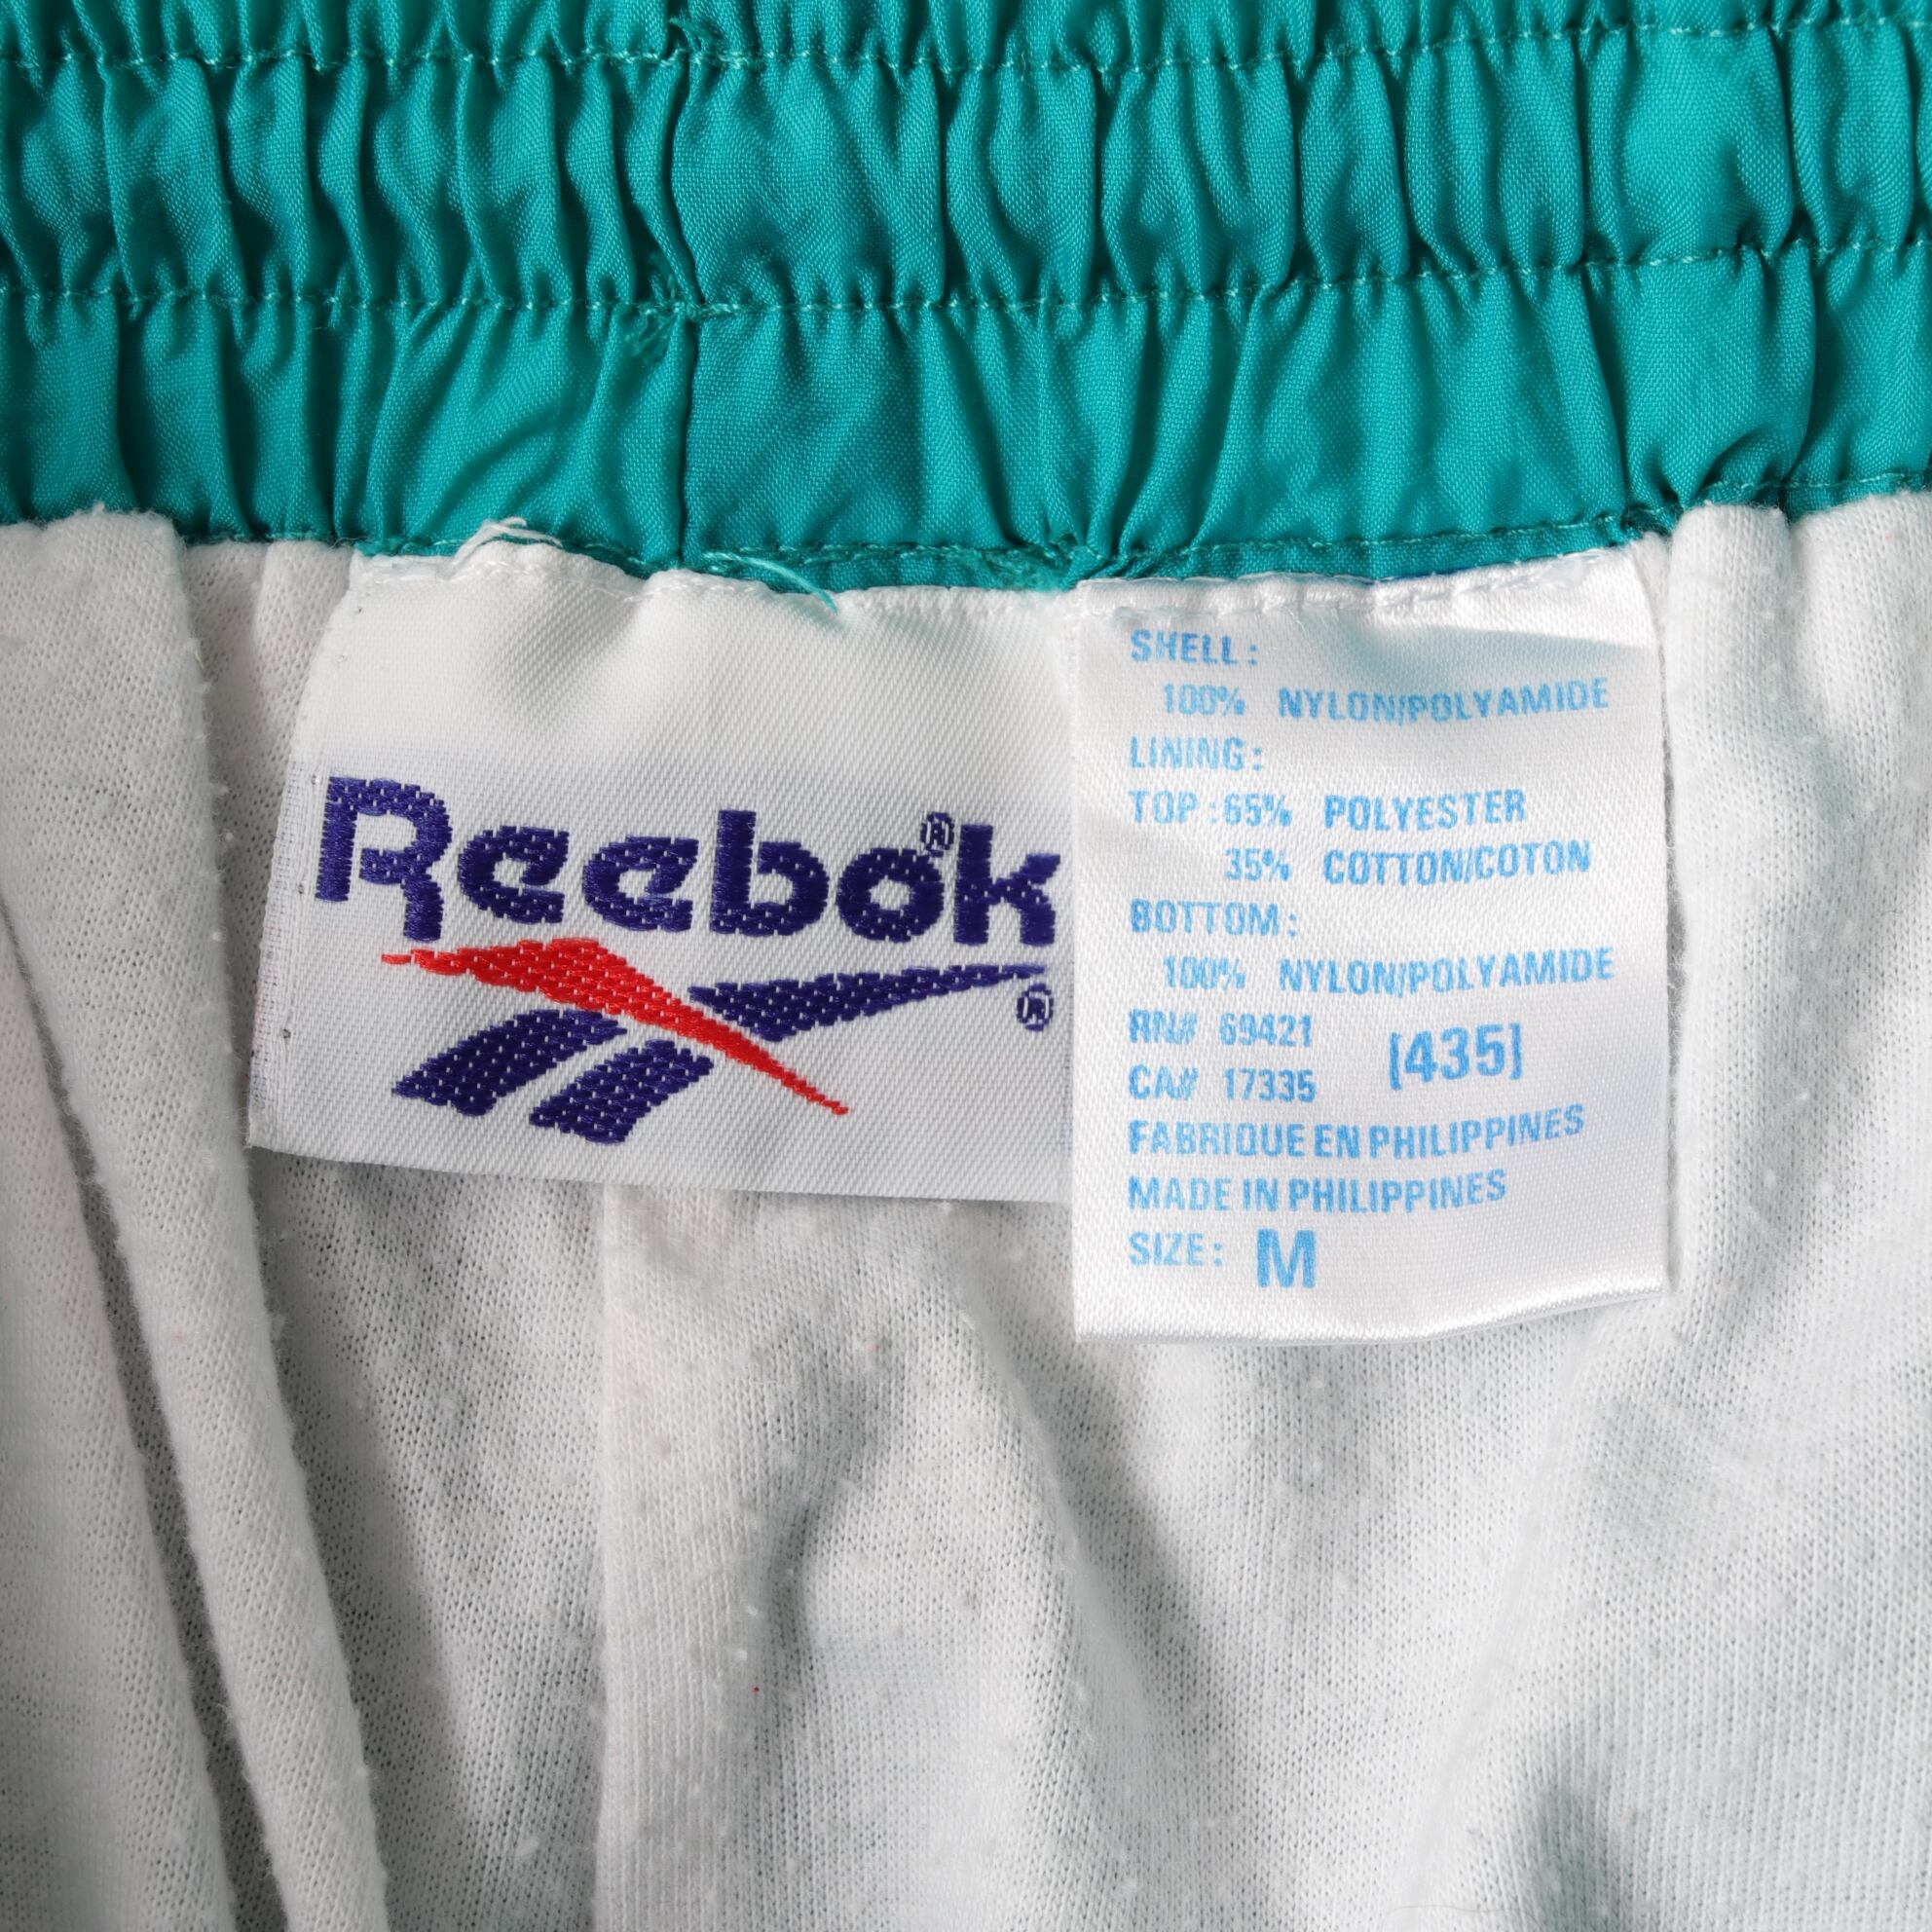 Reebok®
®
SHELL:
100% NYLON/POLYAMIDE
LINING:
TOP:65% POLYESTER
35% COTTON/COTON
BOTTOM:
100% NYLON/POLYAMIDE
RN# 69421
CA# 17335
[435]
FABRIQUE EN PHILIPPINES
MADE IN PHILIPPINES
SIZE: M